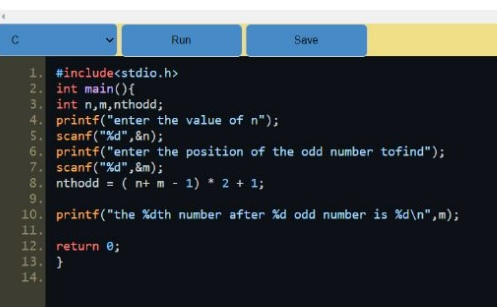 C Run Save
1. #include<stdio.h>
2. int main(){
3. int n,m,nthodd;
4. printf("enter the value of n");
5. scanf("%d",&n);
6. printf("enter the position of the odd number tofind");
7. scanf("%d",&m);
8. nthodd = ( n+ m - 1) * 2 + 1;
9.
10. printf("the %dth number after %d odd number is %d\n",m);
11.
12. return 0;
13. }
14.